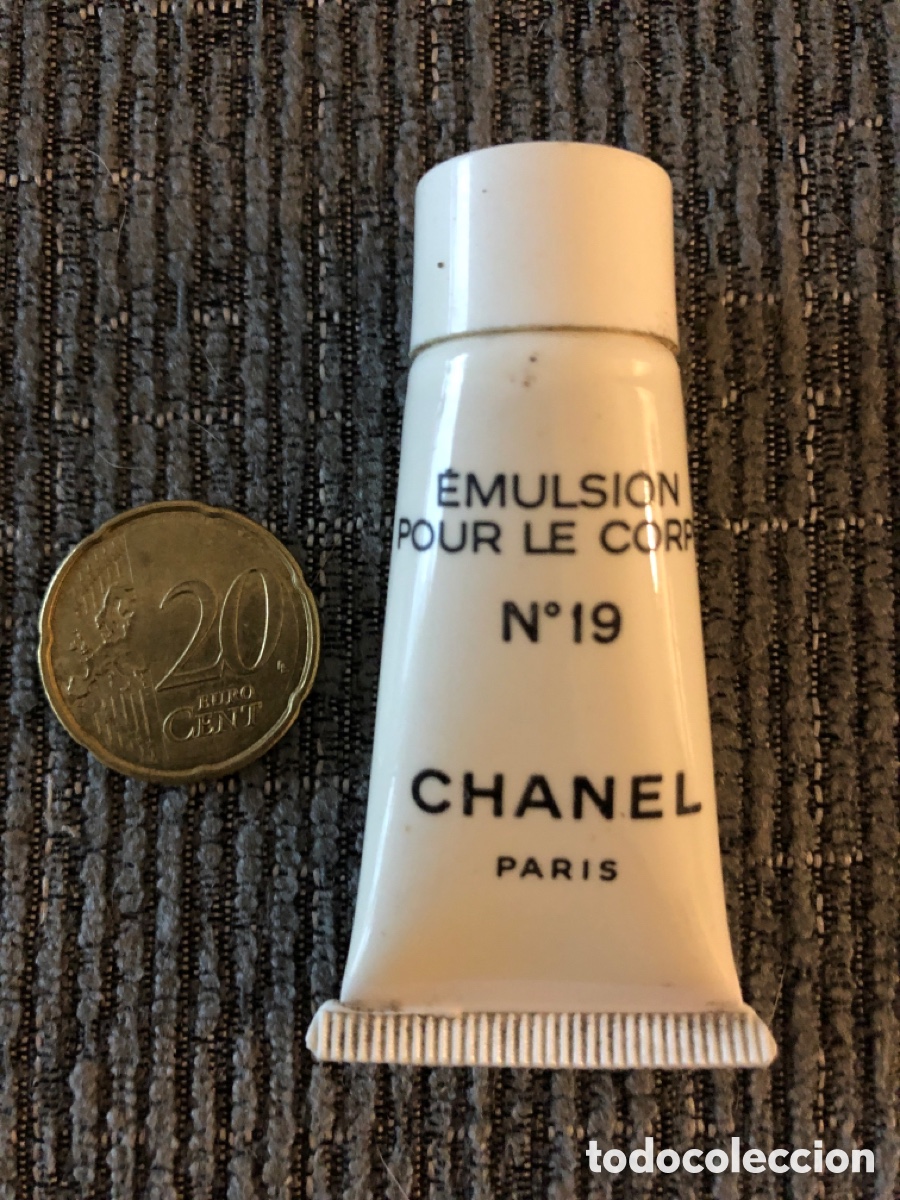 ÉMULSION
POUR LE CORP
N°19
CHANEL
PARIS
20
EURO
CENT
todocoleccion